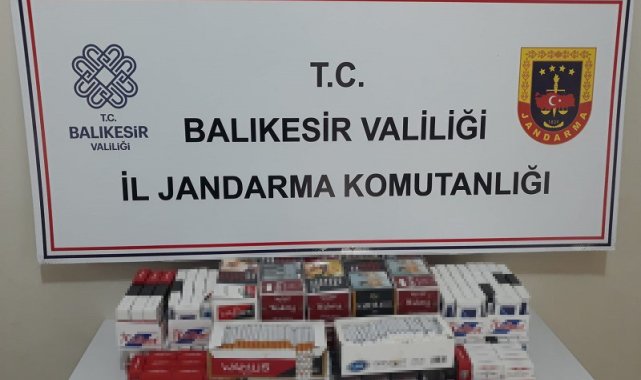 T.C.
BALIKESİR
VALİLİĞİ
T.C.
BALIKESİR VALİLİĞİ
İL JANDARMA KOMUTANLIĞI
JANDARMA